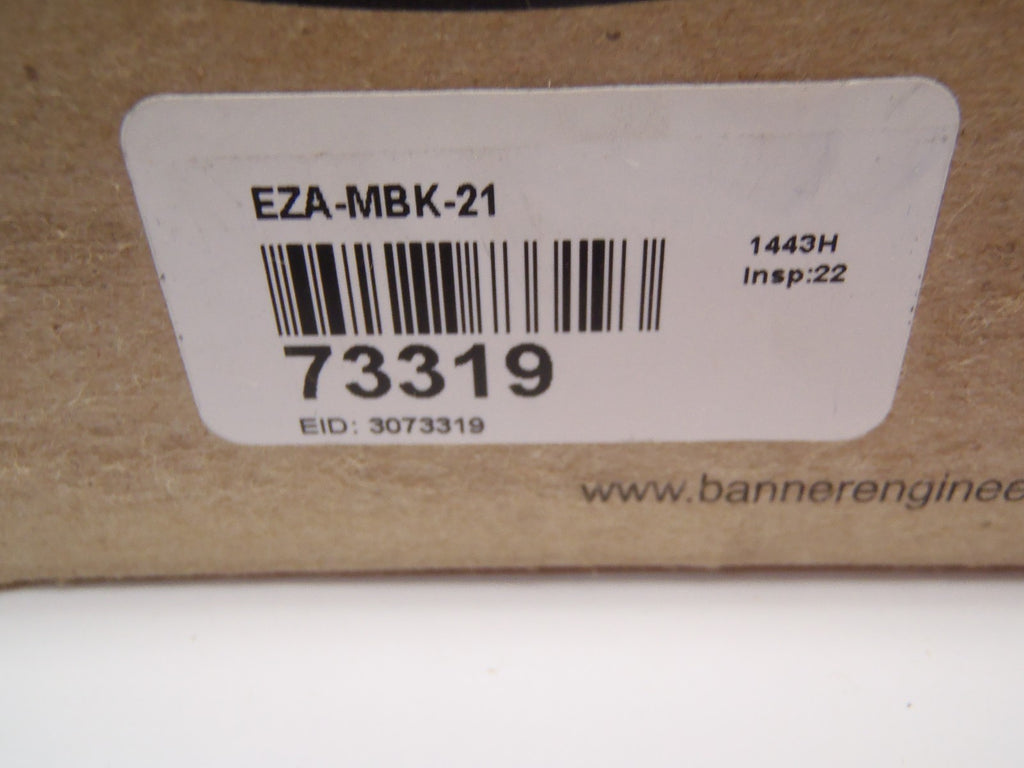 EZA-MBK-21
1443H
Insp:22
73319
EID: 3073319
www.bannerenginee